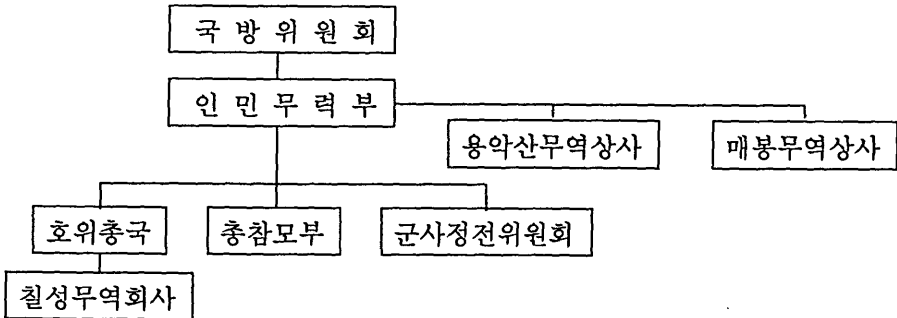 국 방 위 원 회
인 민 무 력 부
용악산무역상사
매봉무역상사
호위총국
총참모부
군사정전위원회
칠성무역회사